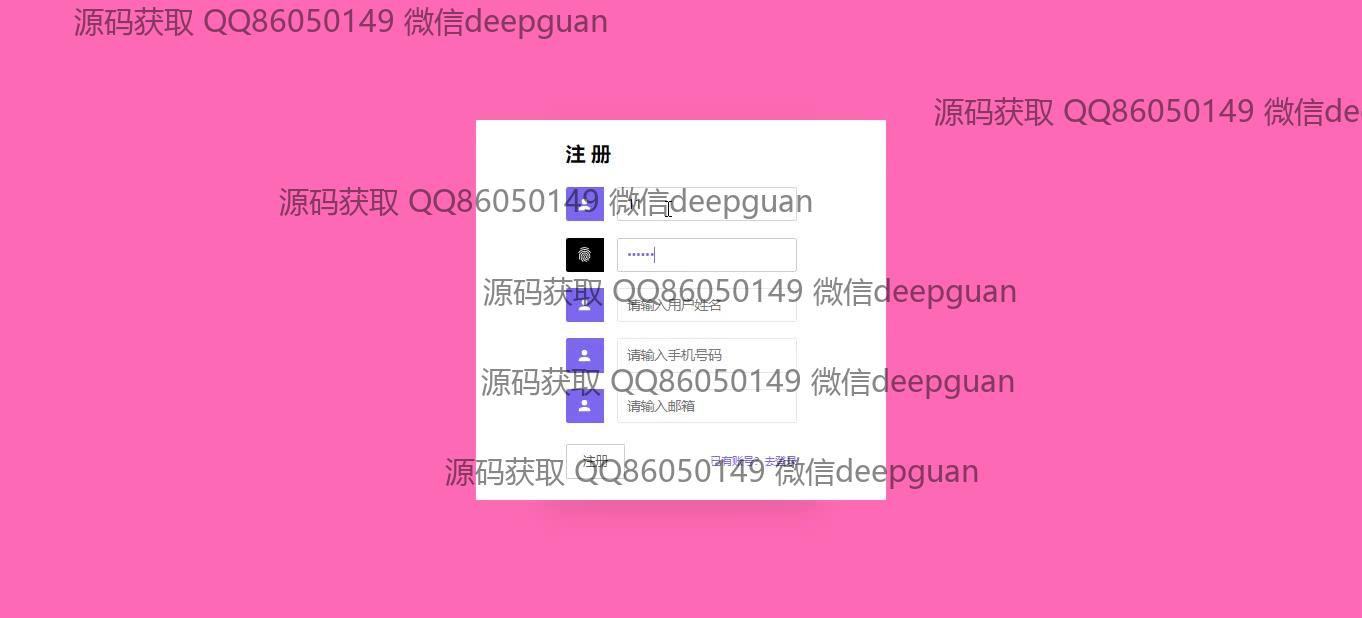 源码获取 QQ86050149 微信deepguan
源码获取 QQ86050149 微信de
注 册
源码获取 QQ86050149 微信deepguan
••••••
源码获取 QQ86050149 微信deepguan
请输入用户姓名
请输入手机号码
源码获取 QQ86050149 微信deepguan
请输入邮箱
注册
已有账号? 去登录
源码获取 QQ86050149 微信deepguan